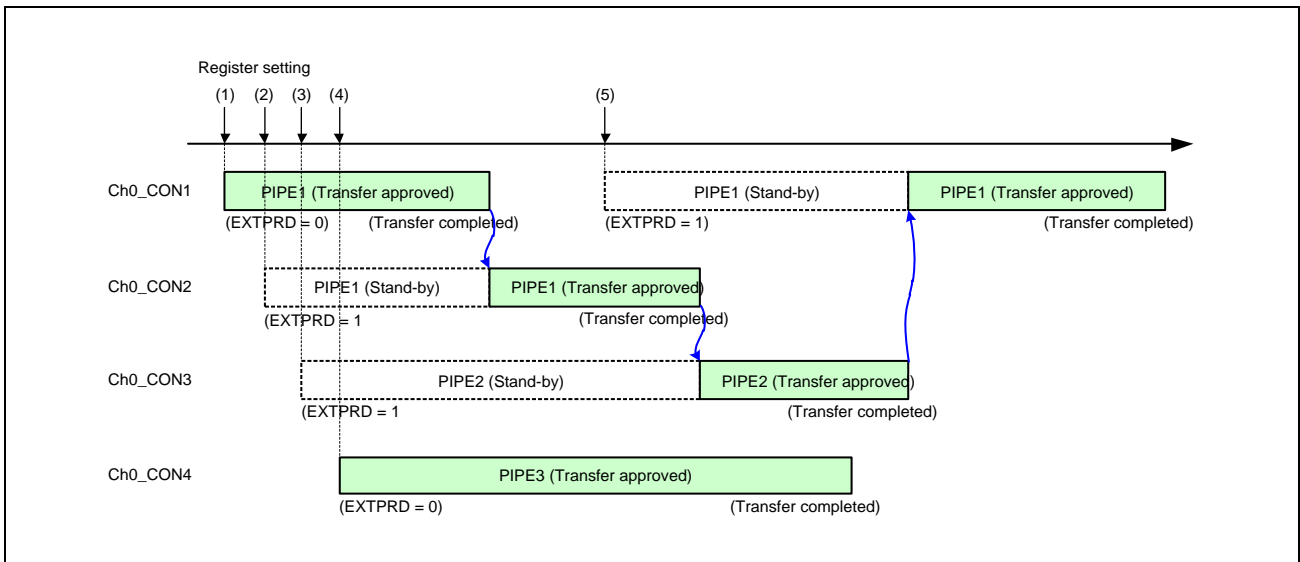 Register setting
(1) (2) (3) (4) (5)
Ch0_CON1 PIPE1 (Transfer approved) PIPE1 (Stand-by) PIPE1 (Transfer approved)
(EXTPRD = 0) (Transfer completed) (EXTPRD = 1) (Transfer completed)
Ch0_CON2 PIPE1 (Stand-by) PIPE1 (Transfer approved)
(EXTPRD = 1 (Transfer completed)
Ch0_CON3 PIPE2 (Stand-by) PIPE2 (Transfer approved)
(EXTPRD = 1 (Transfer completed)
Ch0_CON4 PIPE3 (Transfer approved)
(EXTPRD = 0) (Transfer completed)